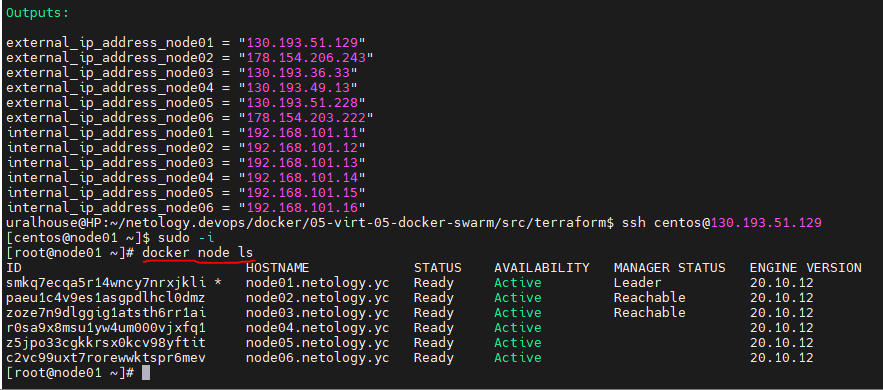 Outputs:
external_ip_address_node01 = "130.193.51.129"
external_ip_address_node02 = "178.154.206.243"
external_ip_address_node03 = "130.193.36.33"
external_ip_address_node04 = "130.193.49.13"
external_ip_address_node05 = "130.193.51.228"
external_ip_address_node06 = "178.154.203.222"
internal_ip_address_node01 = "192.168.101.11"
internal_ip_address_node02 = "192.168.101.12"
internal_ip_address_node03 = "192.168.101.13"
internal_ip_address_node04 = "192.168.101.14"
internal_ip_address_node05 = "192.168.101.15"
internal_ip_address_node06 = "192.168.101.16"
uralhouse@HP:~/netology.devops/docker/05-virt-05-docker-swarm/src/terraform$ ssh centos@130.193.51.129
[centos@node01 ~]$ sudo -i
[root@node01 ~]# docker node ls
ID HOSTNAME STATUS AVAILABILITY MANAGER STATUS ENGINE VERSION
smkq7ecqa5r14wncy7nrxjkli * node01.netology.yc Ready Active Leader 20.10.12
paeu1c4v9es1asgpdlhcl0dmz node02.netology.yc Ready Active Reachable 20.10.12
zoze7n9dlggig1atsth6rr1ai node03.netology.yc Ready Active Reachable 20.10.12
r0sa9x8msu1yw4um000vjxfq1 node04.netology.yc Ready Active 20.10.12
z5jpo33cgkkrsx0kcv98yftit node05.netology.yc Ready Active 20.10.12
c2vc99uxt7rorewwktspr6mev node06.netology.yc Ready Active 20.10.12
[root@node01 ~]#